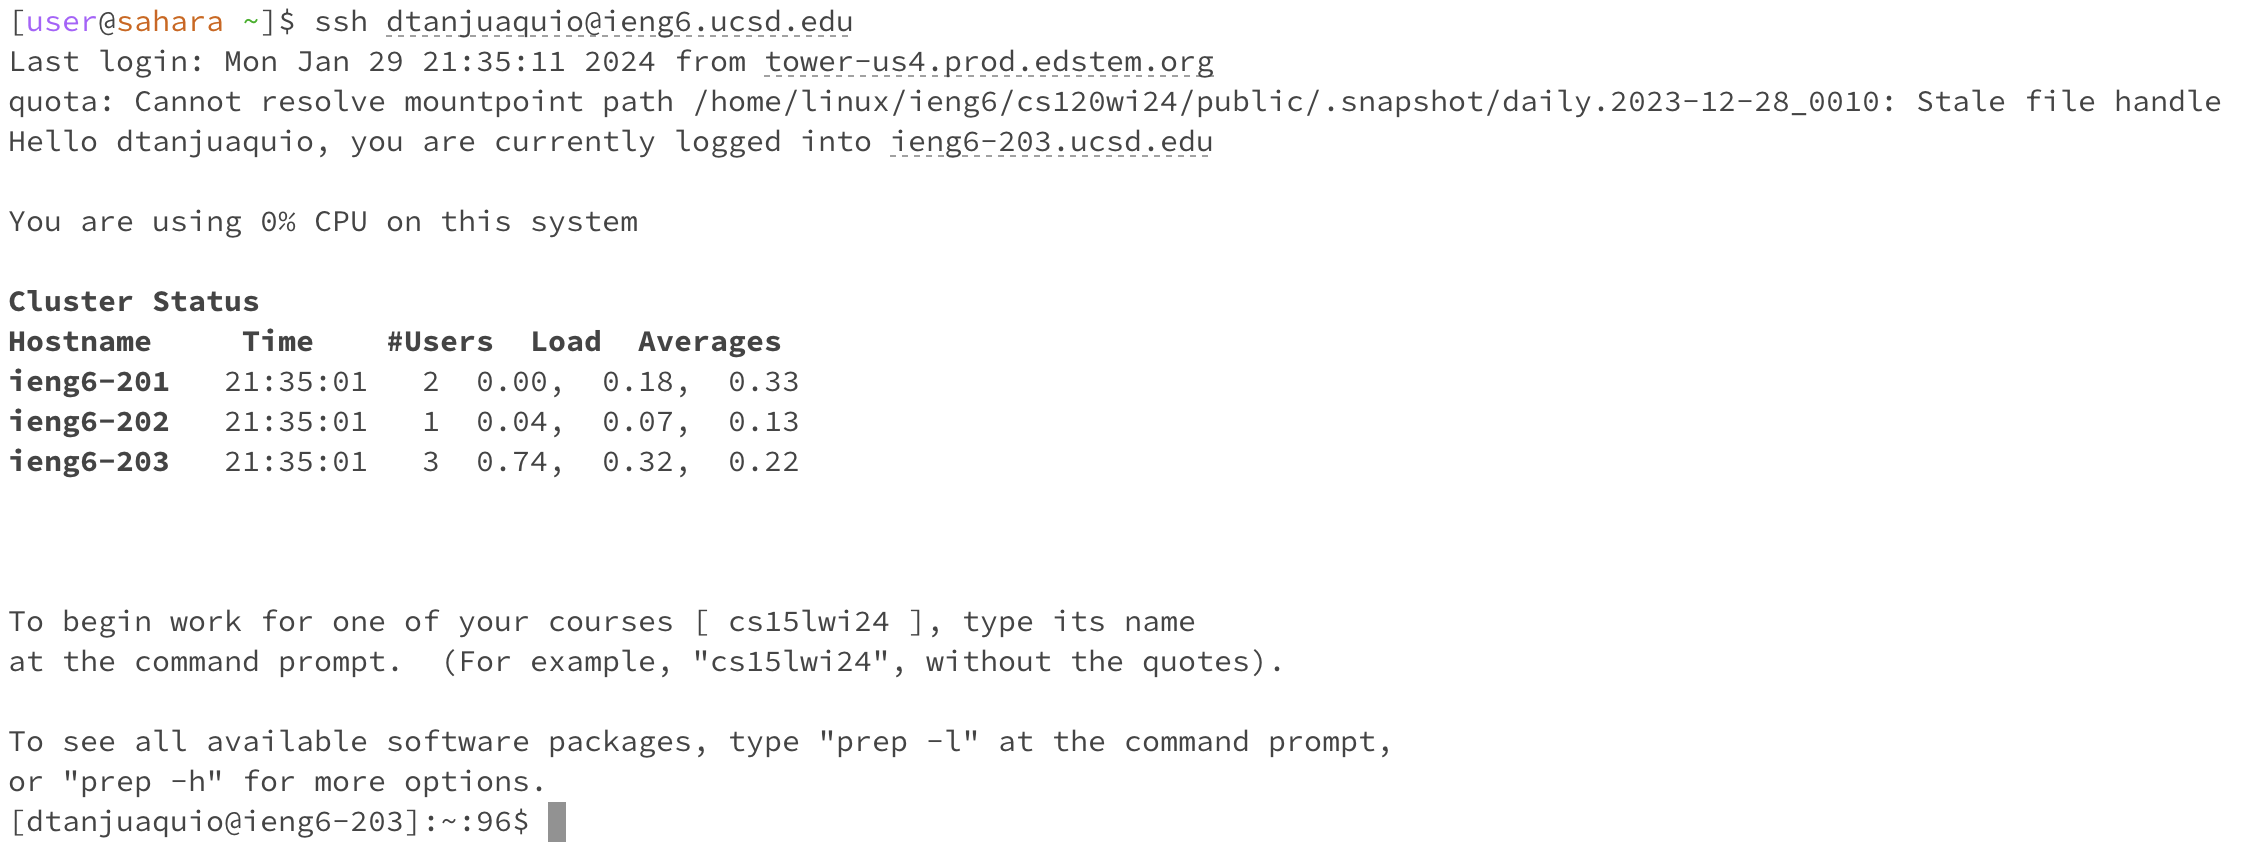 [user@sahara ~]$ ssh dtanjuaquio@ieng6.ucsd.edu
Last login: Mon Jan 29 21:35:11 2024 from tower-us4.prod.edstem.org
quota: Cannot resolve mountpoint path /home/linux/ieng6/cs120wi24/public/.snapshot/daily.2023-12-28_0010: Stale file handle
Hello dtanjuaquio, you are currently logged into ieng6-203.ucsd.edu

You are using 0% CPU on this system

Cluster Status
Hostname     Time    #Users  Load  Averages
ieng6-201   21:35:01   2  0.00,  0.18,  0.33
ieng6-202   21:35:01   1  0.04,  0.07,  0.13
ieng6-203   21:35:01   3  0.74,  0.32,  0.22

To begin work for one of your courses [ cs15lwi24 ], type its name
at the command prompt.  (For example, "cs15lwi24", without the quotes).

To see all available software packages, type "prep -l" at the command prompt,
or "prep -h" for more options.
[dtanjuaquio@ieng6-203]:~:96$